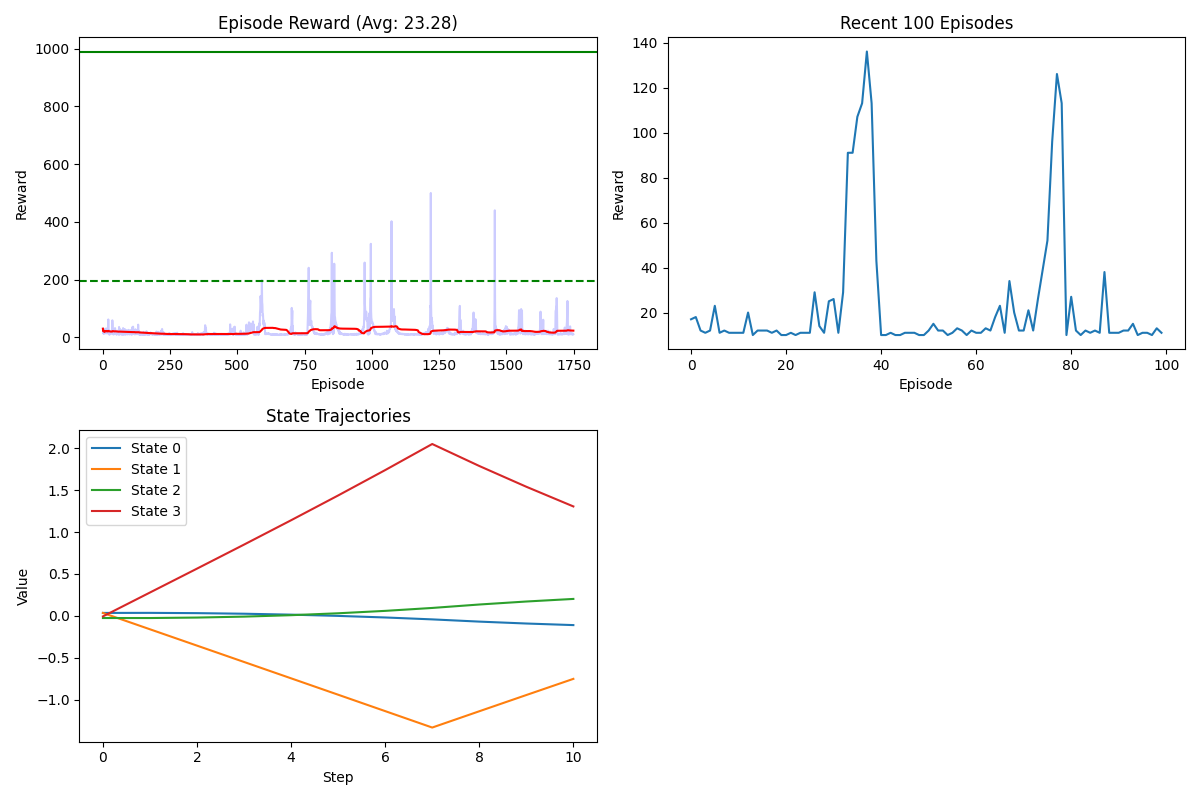 Episode Reward (Avg: 23.28)
Reward
1000
800
600
400
200
0
0 250 500 750 1000 1250 1500 1750
Episode
Recent 100 Episodes
Reward
140
120
100
80
60
40
20
0 20 40 60 80 100
Episode
State Trajectories
Value
2.0
1.5
1.0
0.5
0.0
−0.5
−1.0
State 0
State 1
State 2
State 3
0 2 4 6 8 10
Step